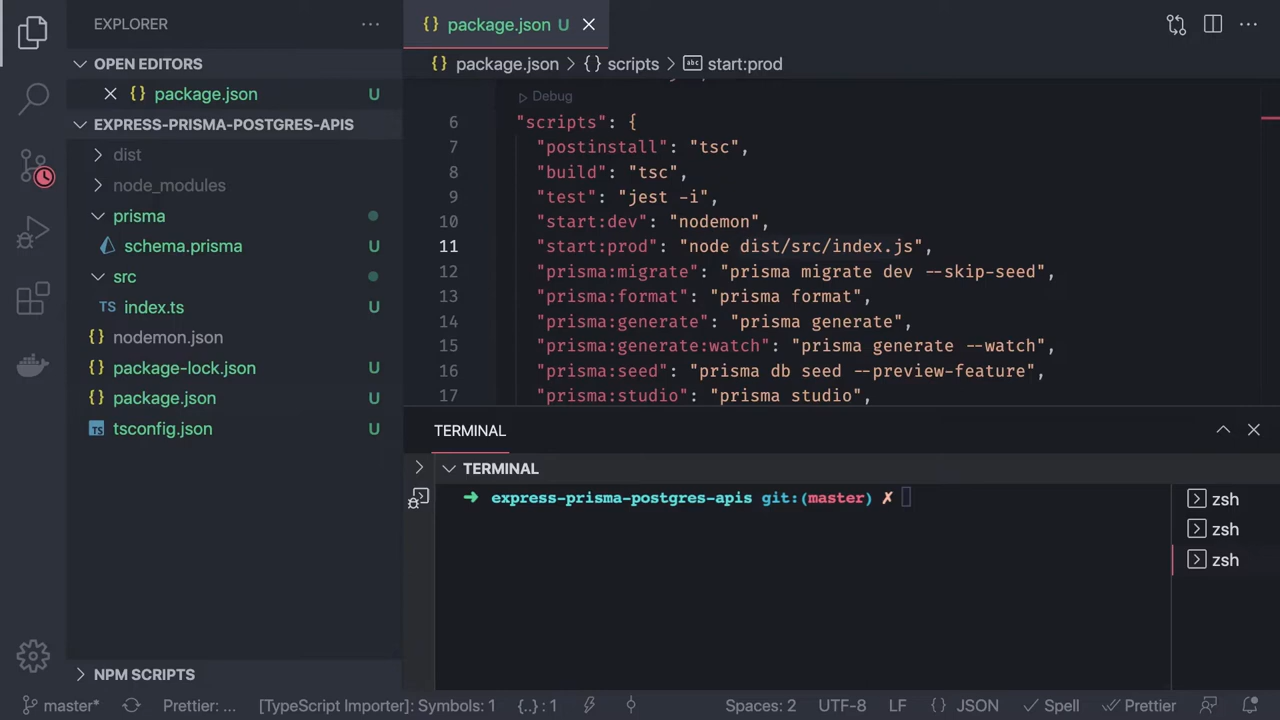 EXPLORER
OPEN EDITORS
package.json U
EXPRESS-PRISMA-POSTGRES-APIS
dist
node_modules
prisma
schema.prisma U
src
TS index.ts U
{} nodemon.json
{} package-lock.json U
{} package.json U
TS tsconfig.json U
NPM SCRIPTS
{} package.json U
{} package.json > {} scripts > abc start:prod
Debug
6 "scripts": {
7 "postinstall": "tsc",
8 "build": "tsc",
9 "test": "jest -i",
10 "start:dev": "nodemon",
11 "start:prod": "node dist/src/index.js",
12 "prisma:migrate": "prisma migrate dev --skip-seed",
13 "prisma:format": "prisma format",
14 "prisma:generate": "prisma generate",
15 "prisma:generate:watch": "prisma generate --watch",
16 "prisma:seed": "prisma db seed --preview-feature",
17 "prisma:studio": "prisma studio",
TERMINAL
TERMINAL
➜ express-prisma-postgres-apis git:(master) ✗
zsh
zsh
zsh
master* Prettier: ... [TypeScript Importer]: Symbols: 1 {..} : 1 Spaces: 2 UTF-8 LF {} JSON ✓ Spell ✓✓ Prettier